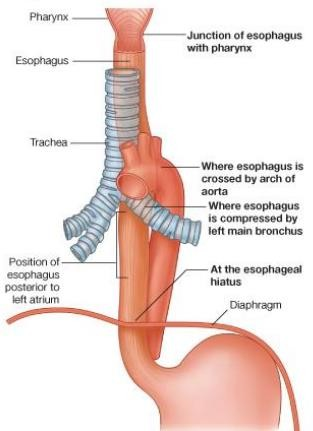 Pharynx
Junction of esophagus
with pharynx
Esophagus
Trachea
Where esophagus is
crossed by arch of
aorta
Where esophagus
is compressed by
left main bronchus
Position of
esophagus
posterior to
left atrium
At the esophageal
hiatus
Diaphragm